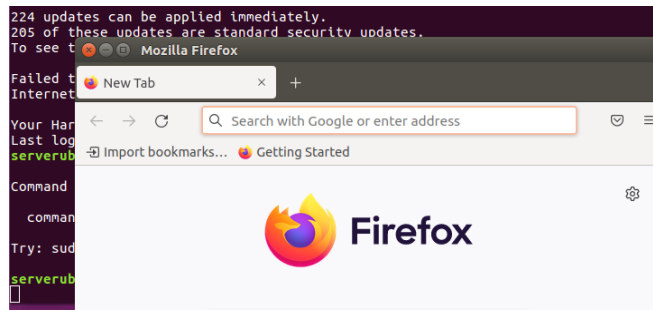 224 updates can be applied immediately.
205 of these updates are standard security updates.
To see t
Mozilla Firefox
Failed t
New Tab
Internet
Your Har
Search with Google or enter address
Last log
serverub
Import bookmarks... Getting Started
Command
comman
Firefox
Try: sud
serverub